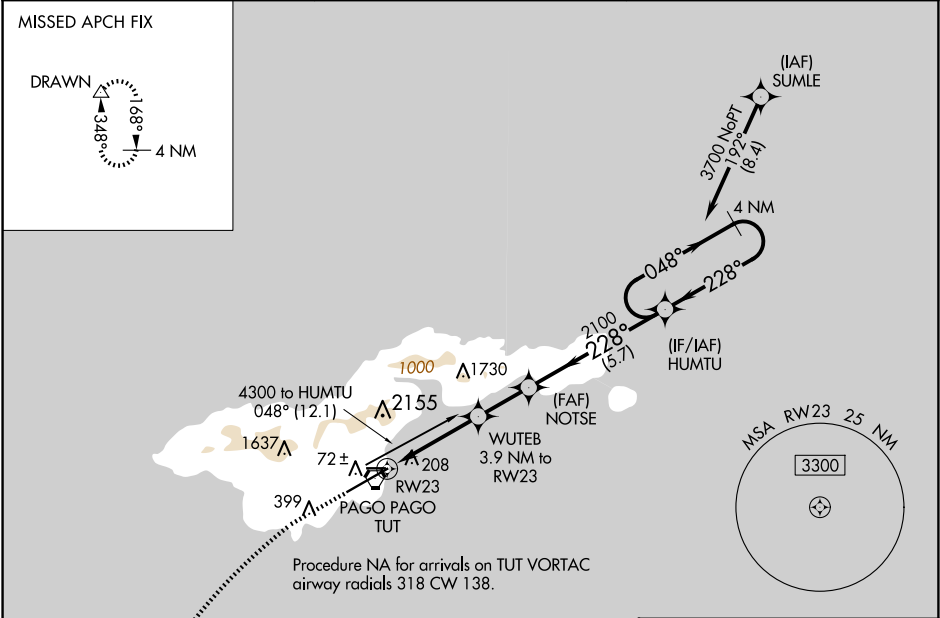 MISSED APCH FIX
DRAWN
348°
168°
4 NM
(IAF)
SUMLE
3700 NoPT
192°
(8.4)
4 NM
048°
228°
(IF/IAF)
HUMTU
2100
228°
(5.7)
(FAF)
NOTSE
1000
1730
4300 to HUMTU
048° (12.1)
2155
1637
WUTEB
3.9 NM to
RW23
72±
208
RW23
399
PAGO PAGO
TUT
MSA RW23 25 NM
3300
Procedure NA for arrivals on TUT VORTAC
airway radials 318 CW 138.